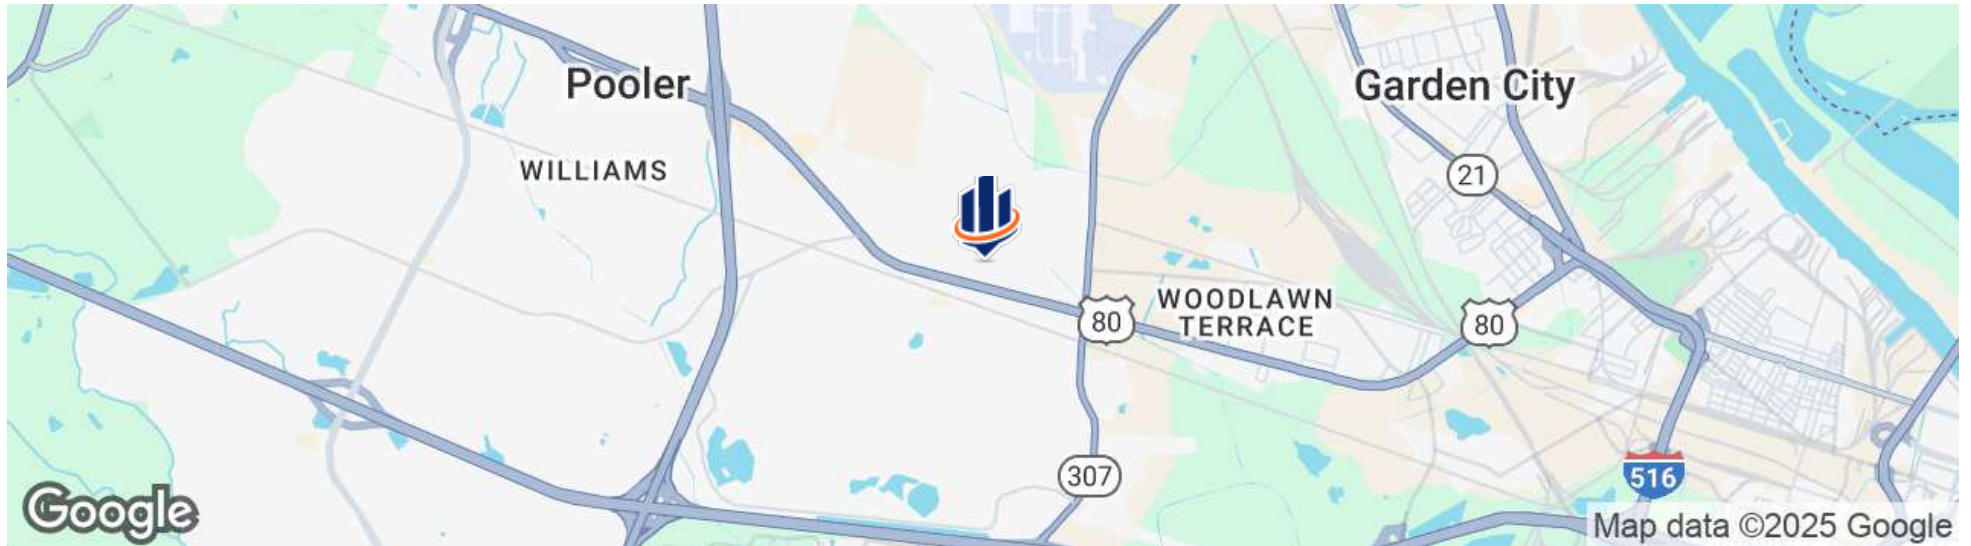 Pooler
Garden City
WILLIAMS
21
WOODLAWN
TERRACE
80
80
307
516
Google
Map data ©2025 Google